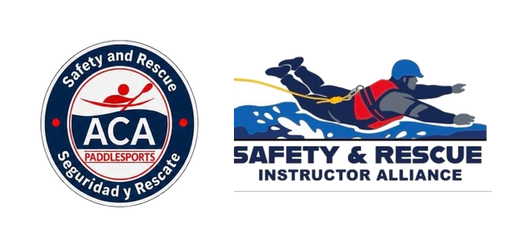 Safety and Rescue
ACA
PADDLESPORTS
Seguridad y Rescate
SAFETY & RESCUE
INSTRUCTOR ALLIANCE